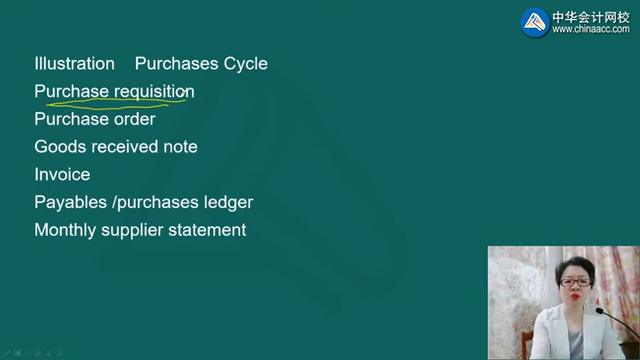 中华会计网校
www.chinaacc.com
Illustration Purchases Cycle
Purchase requisition
Purchase order
Goods received note
Invoice
Payables /purchases ledger
Monthly supplier statement